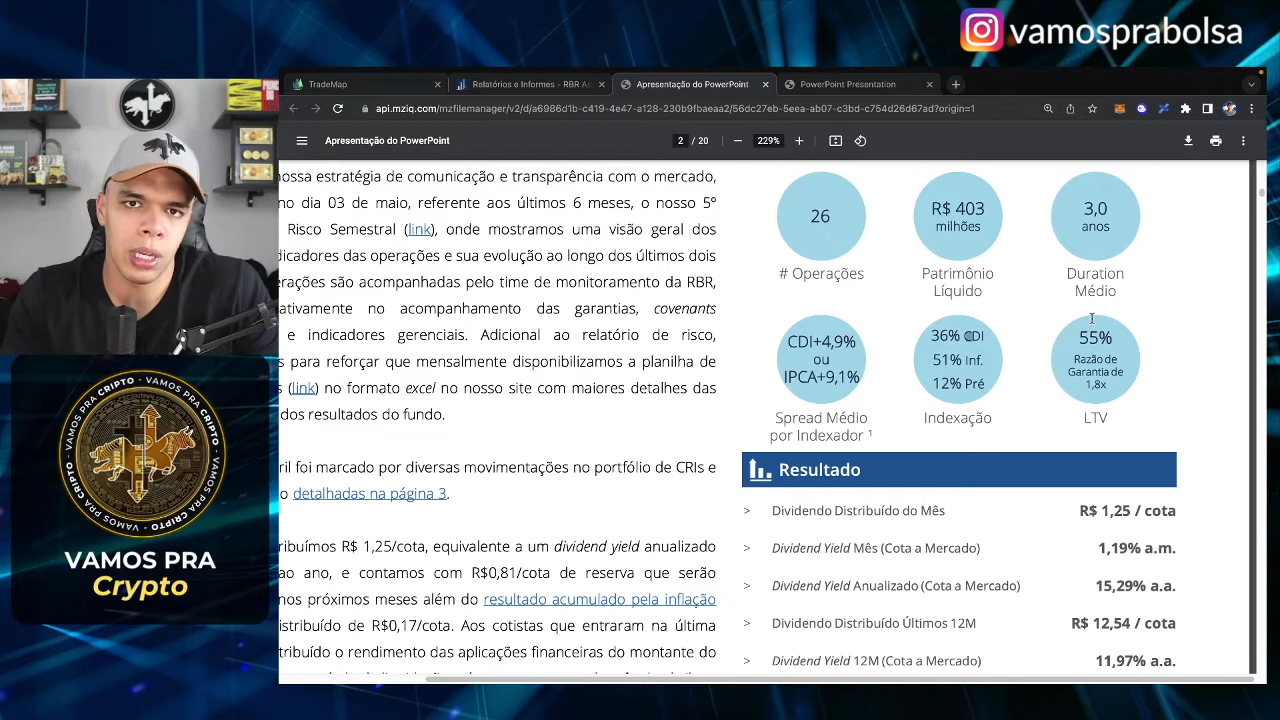 vamosprabolsa
TradeMap
Relatórios e Informes - RBR As
Apresentação do PowerPoint
PowerPoint Presentation
api.mziq.com/mzfilemanager/v2/d/a6986d1b-c419-4e47-a128-230b9fbaeaa2/56dc27eb-5eea-ab07-c3bd-c754d26d67ad?origin=1
Apresentação do PowerPoint
2 / 20
229%
nossa estratégia de comunicação e transparência com o mercado,
no dia 03 de maio, referente aos últimos 6 meses, o nosso 5º
Risco Semestral (link), onde mostramos uma visão geral dos
dicadores das operações e sua evolução ao longo dos últimos dois
erações são acompanhadas pelo time de monitoramento da RBR,
ativamente no acompanhamento das garantias, covenants
e indicadores gerenciais. Adicional ao relatório de risco,
s para reforçar que mensalmente disponibilizamos a planilha de
(link) no formato excel no nosso site com maiores detalhes das
dos resultados do fundo.
ril foi marcado por diversas movimentações no portfólio de CRIs e
o detalhadas na página 3.
ribuímos R$ 1,25/cota, equivalente a um dividend yield anualizado
ao ano, e contamos com R$0,81/cota de reserva que serão
nos próximos meses além do resultado acumulado pela inflação
istribuído de R$0,17/cota. Aos cotistas que entraram na última
tribuído o rendimento das aplicações financeiras do montante do
26
# Operações
R$ 403
milhões
Patrimônio
Líquido
3,0
anos
Duration
Médio
CDI+4,9%
ou
IPCA+9,1%
Spread Médio
por Indexador ¹
36% CDI
51% Inf.
12% Pré
Indexação
55%
Razão de
Garantia de
1,8x
LTV
Resultado
> Dividendo Distribuído do Mês R$ 1,25 / cota
> Dividend Yield Mês (Cota a Mercado) 1,19% a.m.
> Dividend Yield Anualizado (Cota a Mercado) 15,29% a.a.
> Dividendo Distribuído Últimos 12M R$ 12,54 / cota
> Dividend Yield 12M (Cota a Mercado) 11,97% a.a.
VAMOS PRA CRIPTO - VAMOS PRA CRIPTO
VAMOS PRA
Crypto